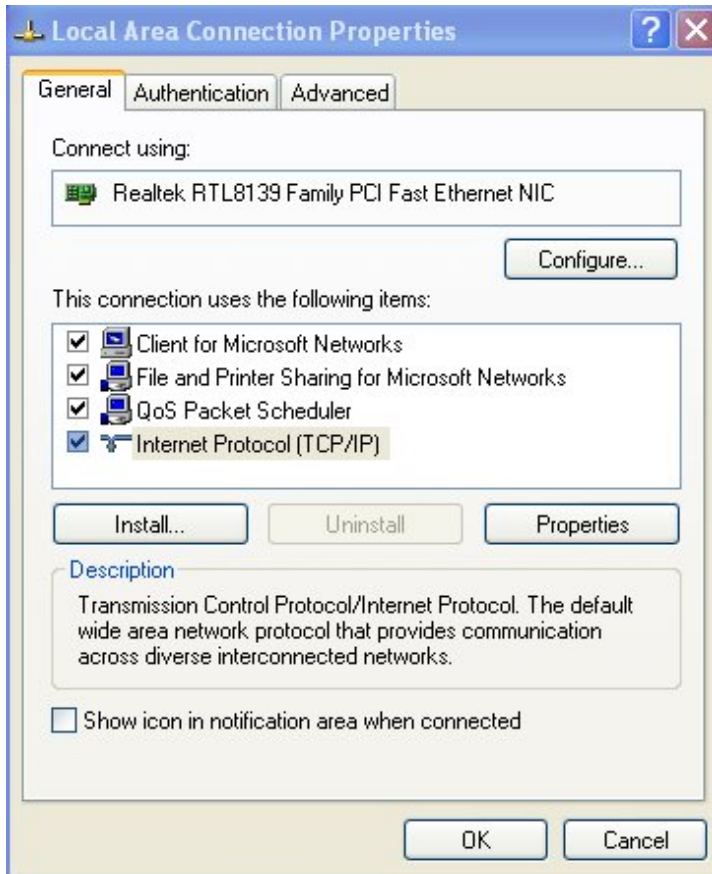 Local Area Connection Properties
General Authentication Advanced
Connect using:
Realtek RTL8139 Family PCI Fast Ethernet NIC
Configure...
This connection uses the following items:
Client for Microsoft Networks
File and Printer Sharing for Microsoft Networks
QoS Packet Scheduler
Internet Protocol (TCP/IP)
Install... Uninstall Properties
Description
Transmission Control Protocol/Internet Protocol. The default
wide area network protocol that provides communication
across diverse interconnected networks.
Show icon in notification area when connected
OK Cancel